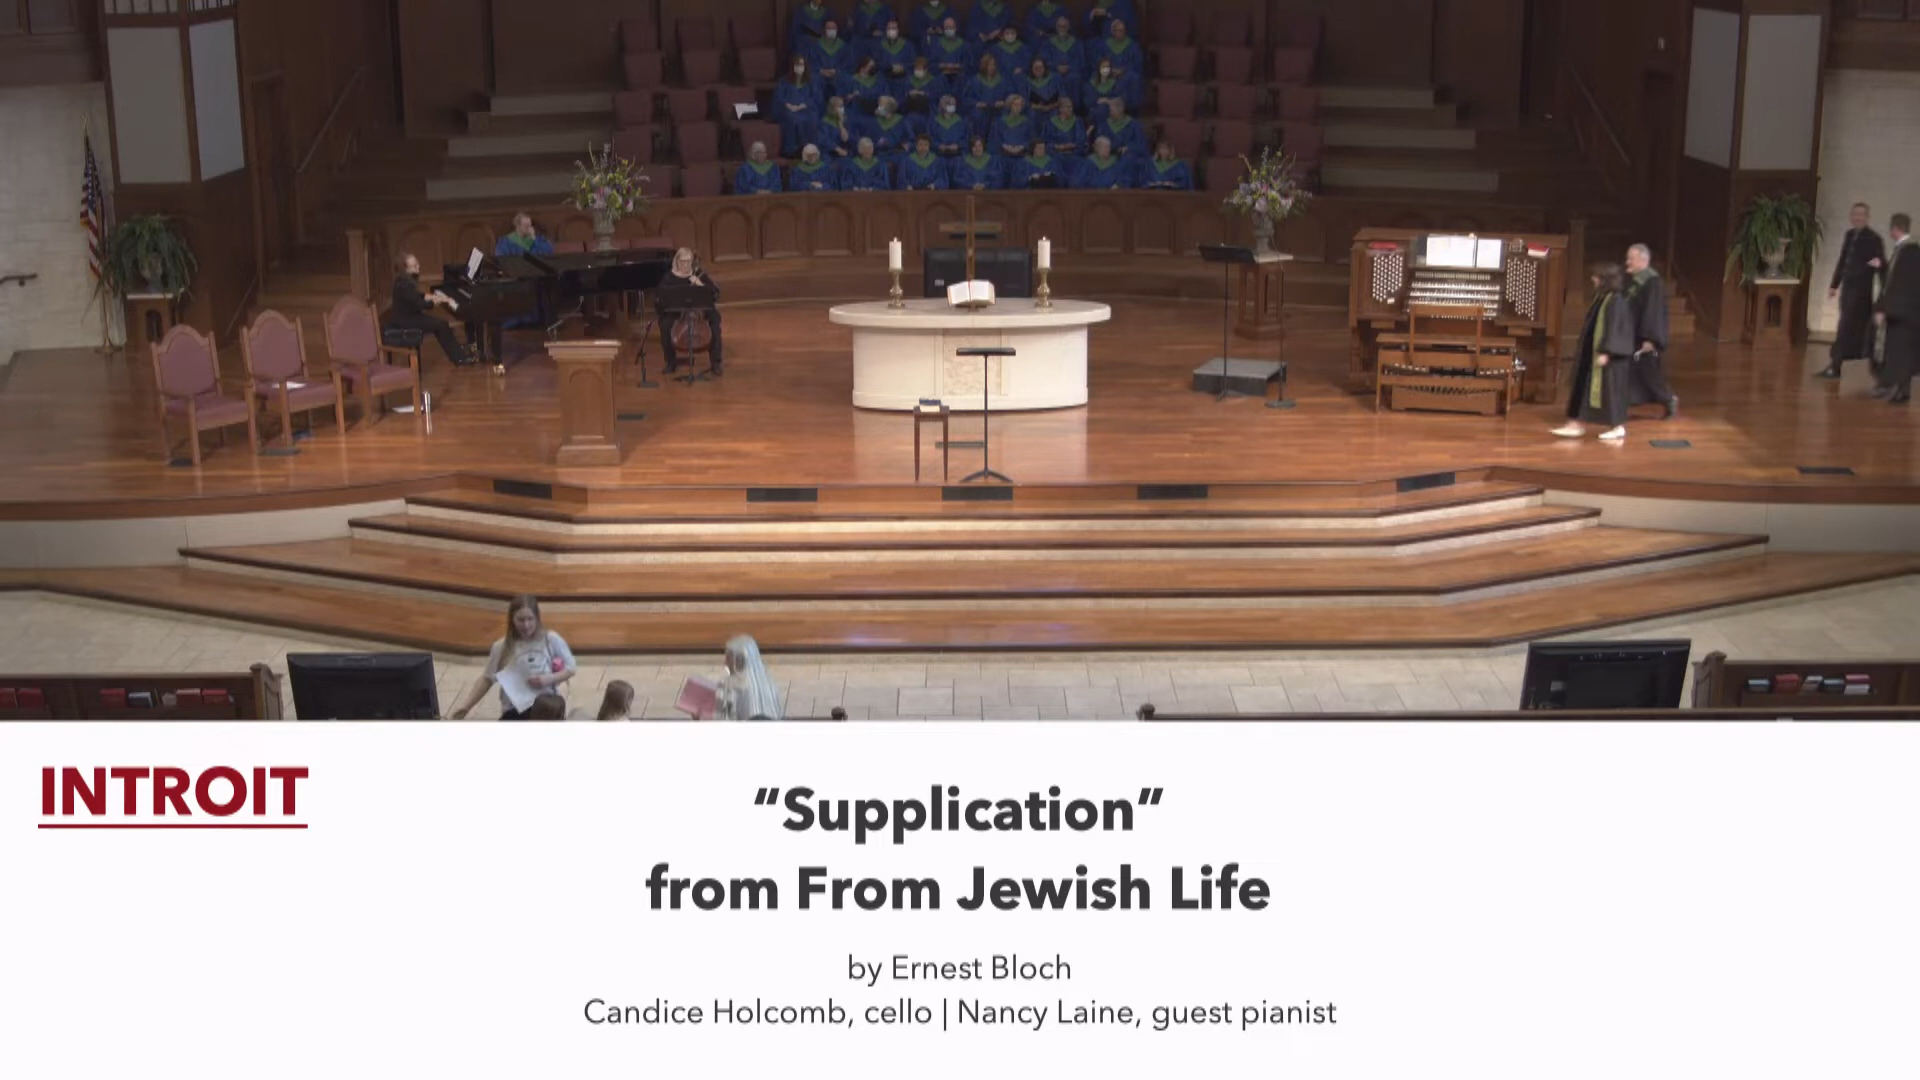 INTROIT
“Supplication”
from From Jewish Life
by Ernest Bloch
Candice Holcomb, cello | Nancy Laine, guest pianist